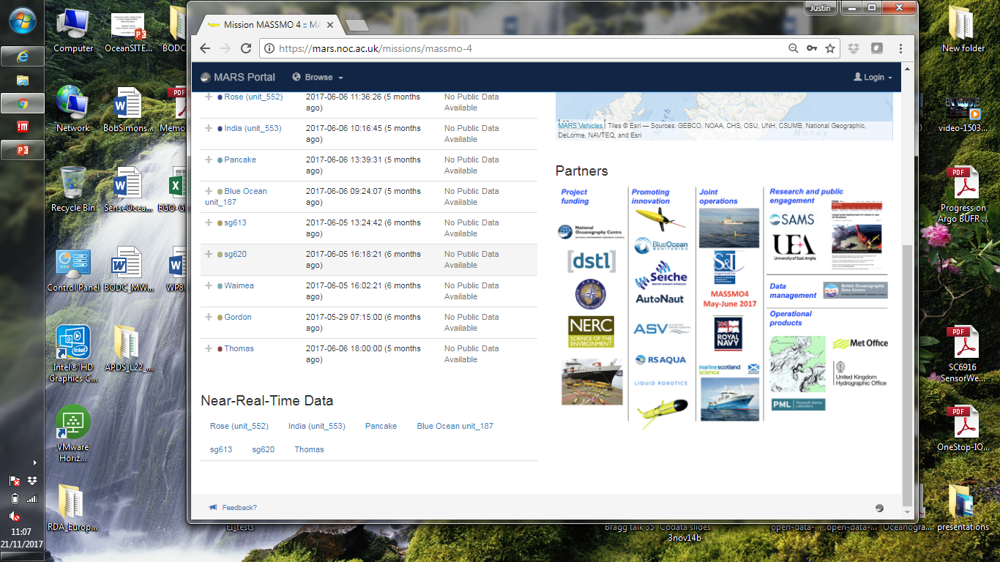 Justin
Mission MASSMO 4 :: MA
https://mars.noc.ac.uk/missions/massmo-4
MARS Portal
Browse
Login
Rose (unit_552)
2017-06-06 11:36:26 (5 months ago)
No Public Data Available
India (unit_553)
2017-06-06 10:16:45 (5 months ago)
No Public Data Available
Pancake
2017-06-06 13:39:31 (5 months ago)
No Public Data Available
Blue Ocean unit_187
2017-06-06 09:24:07 (5 months ago)
No Public Data Available
sg613
2017-06-05 13:24:42 (6 months ago)
No Public Data Available
sg620
2017-06-05 16:18:21 (6 months ago)
No Public Data Available
Waimea
2017-06-05 16:02:21 (6 months ago)
No Public Data Available
Gordon
2017-05-29 07:15:00 (6 months ago)
No Public Data Available
Thomas
2017-06-06 18:00:00 (5 months ago)
No Public Data Available
Near-Real-Time Data
Rose (unit_552) India (unit_553) Pancake Blue Ocean unit_187
sg613 sg620 Thomas
Feedback?
MARS Vehicles | Tiles © Esri — Sources: GEBCO, NOAA, CHS, OSU, UNH, CSUMB, National Geographic,
DeLorme, NAVTEQ, and Esri
Moray
Partners
Project funding
National Oceanography Centre
NATURAL ENVIRONMENT RESEARCH COUNCIL
[dstl]
NERC
SCIENCE OF THE ENVIRONMENT
Promoting innovation
BlueOcean
MONITORING
Seiche
AutoNaut
ASV
RS AQUA
LIQUID ROBOTICS
Joint operations
S&T
organization
MASSMO4
May-June 2017
ROYAL
NAVY
marinescotland
science
Research and public engagement
SAMS
UEA
University of East Anglia
Data management
British Oceanographic
Data Centre
Operational products
Met Office
United Kingdom
Hydrographic Office
PML
Plymouth Marine
Laboratory
Computer
OceanSITE...
BODC
Network
BobSimons...
Memo
Recycle Bin
SenseOcea...
EGO-G
Control Panel
BODC_MW...
WP8.
Intel® HD
Graphics C...
APDS_L22_...
VMware
Horiz...
RDA_Europ...
EI_tests
11:07
21/11/2017
New folder
video-1503...
Progress on
Argo BUFR ...
SC6916
SensorWe...
OneStop-IO...
presentations
Bragg talk 35
Codata slides
3nov14b
open-data-...
open-data-...
Oceanogra...